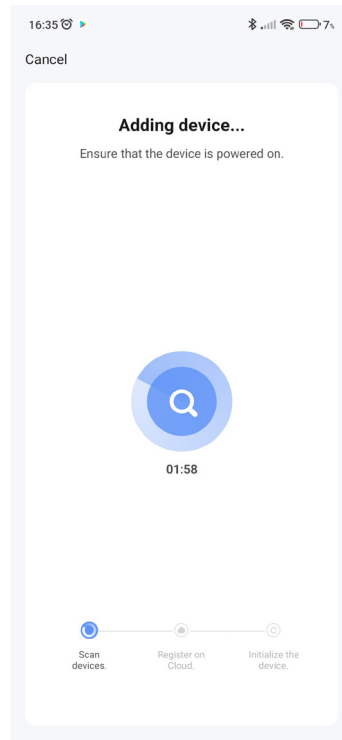 16:35 7%
Cancel
Adding device...
Ensure that the device is powered on.
01:58
Scan devices.
Register on Cloud.
Initialize the device.